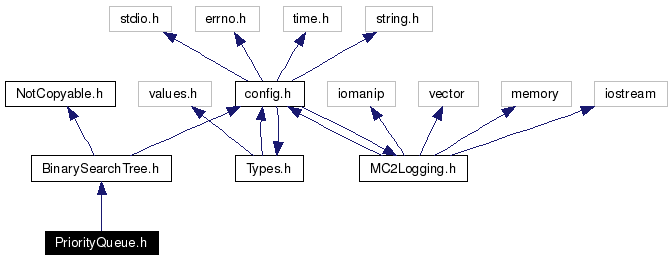 stdio.h errno.h time.h string.h
NotCopyable.h values.h config.h iomanip vector memory iostream
BinarySearchTree.h Types.h MC2Logging.h
PriorityQueue.h